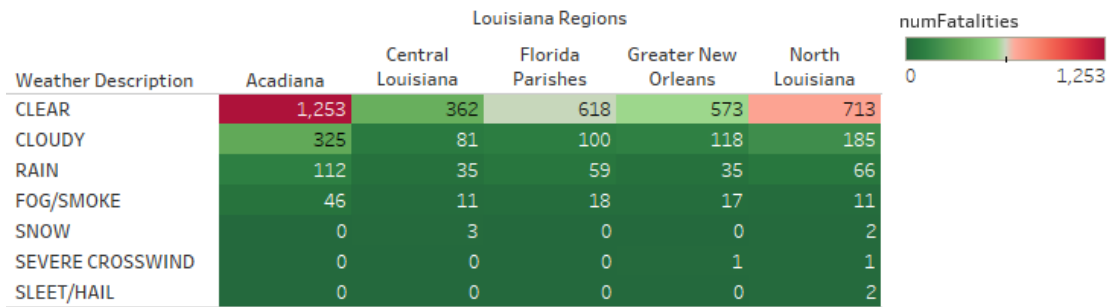 Louisiana Regions
numFatalities
0 1,253
Weather Description Acadiana Central Louisiana Florida Parishes Greater New Orleans North Louisiana
CLEAR 1,253 362 618 573 713
CLOUDY 325 81 100 118 185
RAIN 112 35 59 35 66
FOG/SMOKE 46 11 18 17 11
SNOW 0 3 0 0 2
SEVERE CROSSWIND 0 0 0 1 1
SLEET/HAIL 0 0 0 0 2